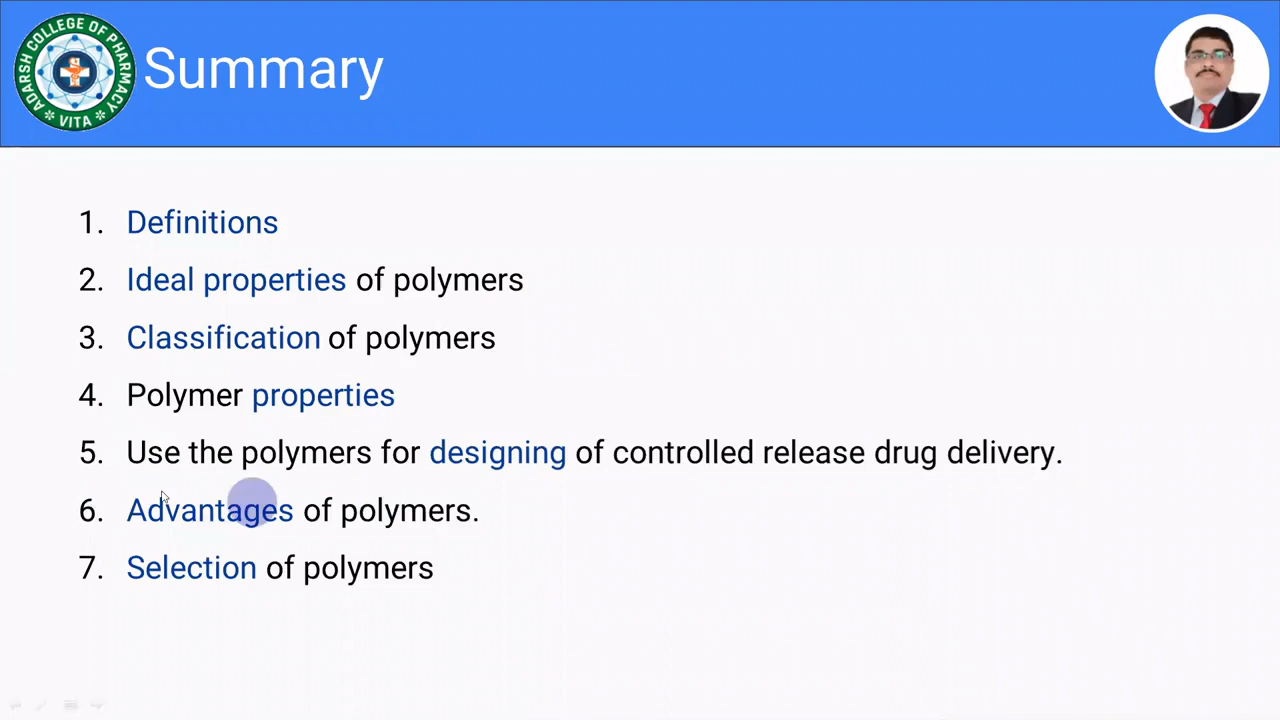 ADARSH COLLEGE OF PHARMACY
VITA
Summary
1. Definitions
2. Ideal properties of polymers
3. Classification of polymers
4. Polymer properties
5. Use the polymers for designing of controlled release drug delivery.
6. Advantages of polymers.
7. Selection of polymers